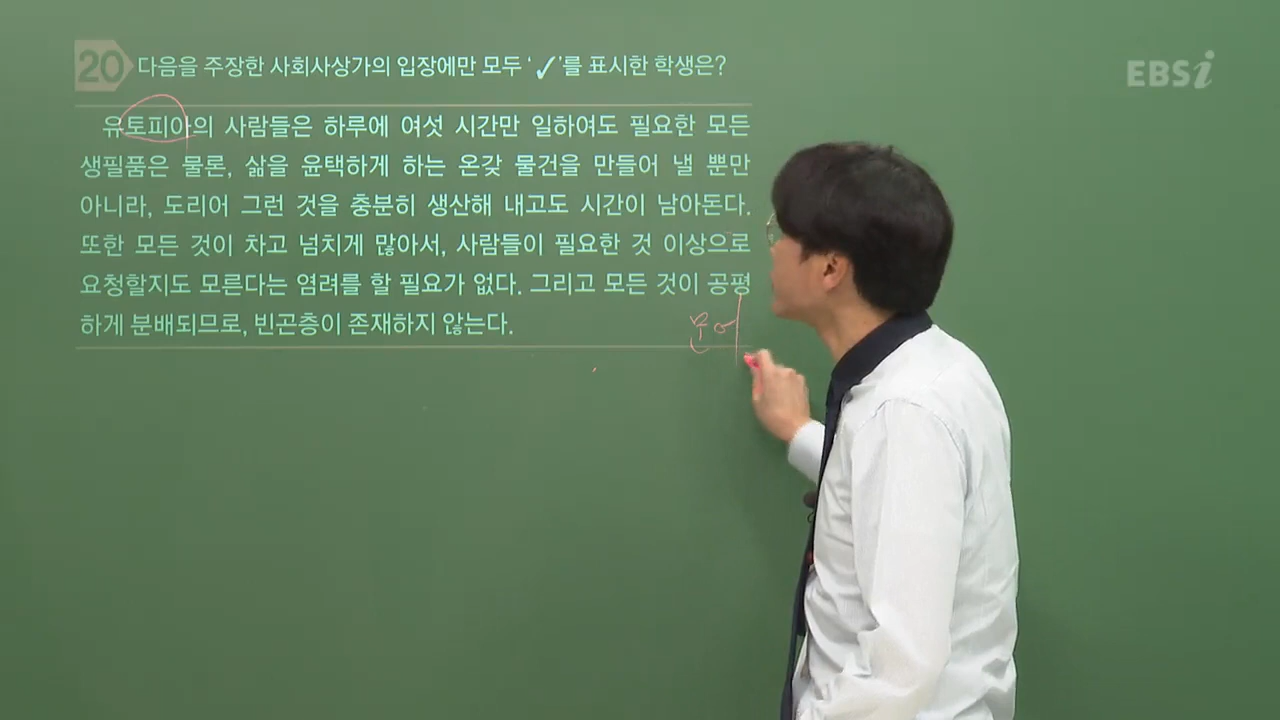 20 다음을 주장한 사회사상가의 입장에만 모두 ‘✓’를 표시한 학생은?
EBSi
유토피아의 사람들은 하루에 여섯 시간만 일하여도 필요한 모든
생필품은 물론, 삶을 윤택하게 하는 온갖 물건을 만들어 낼 뿐만
아니라, 도리어 그런 것을 충분히 생산해 내고도 시간이 남아돈다.
또한 모든 것이 차고 넘치게 많아서, 사람들이 필요한 것 이상으로
요청할지도 모른다는 염려를 할 필요가 없다. 그리고 모든 것이 공평
하게 분배되므로, 빈곤층이 존재하지 않는다.